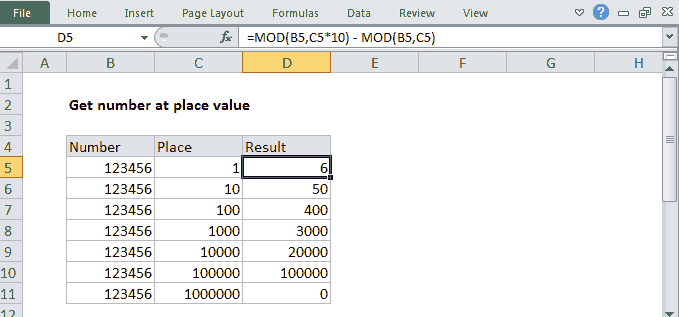 File Home Insert Page Layout Formulas Data Review View ?
D5 fx =MOD(B5,C5*10) - MOD(B5,C5)
A B C D E F G H
1
2 Get number at place value
3
4 Number Place Result
5 123456 1 6
6 123456 10 50
7 123456 100 400
8 123456 1000 3000
9 123456 10000 20000
10 123456 100000 100000
11 123456 1000000 0
12